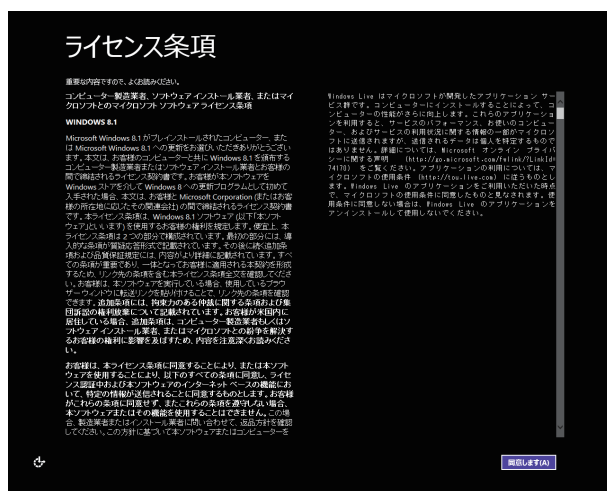 ライセンス条項
重要な内容ですので、よくお読みください。
コンピューター製造業者、ソフトウェア インストール業者、またはマイ
クロソフトとのマイクロソフト ソフトウェア ライセンス条項
WINDOWS 8.1
Microsoft Windows 8.1 がプレインストールされたコンピューター、また
は Microsoft Windows 8.1 への更新をお選びいただきありがとうござい
ます。本文は、お客様のコンピューターと共に Windows 8.1 を頒布する
コンピューター製造業者またはソフトウェア インストール業者とお客様の
間で締結されるライセンス契約書です。お客様が本ソフトウェアを
Windows ストアを介して Windows 8 への更新プログラムとして初めて
入手された場合、本文は、お客様と Microsoft Corporation (またはお客
様の所在地に応じたその関連会社) の間で締結されるライセンス契約書
です。本ライセンス条項は、Windows 8.1 ソフトウェア (以下「本ソフト
ウェア」といいます) を使用するお客様の権利を規定します。便宜上、本
ライセンス条項は 2 つの部分で構成されています。最初の部分には、導
入的な条項が質疑応答形式で記載されています。その後に続く追加条
項および品質保証規定には、内容がより詳細に記載されています。すべ
ての条項が重要であり、一体となってお客様に適用される本契約を形成
するため、リンク先の条項を含む本ライセンス条項全文を確認してくださ
い。お客様は、本ソフトウェアを実行している場合、使用しているブラウ
ザーウィンドウに転送リンクを貼り付けることで、リンク先の条項を確認
できます。追加条項には、拘束力のある仲裁に関する条項および集
団訴訟の権利放棄について記載されています。お客様が米国内に
居住している場合、追加条項は、コンピューター製造業者もしくはソ
フトウェア インストール業者、またはマイクロソフトとの紛争を解決す
るお客様の権利に影響を及ぼすため、内容を注意深くお読みくださ
い。
お客様は、本ライセンス条項に同意することにより、または本ソフト
ウェアを使用することにより、以下のすべての条項に同意し、ライセ
ンス認証中および本ソフトウェアのインターネット ベースの機能にお
いて、特定の情報が送信されることに同意するものとします。お客様
がこれらの条項に同意せず、またこれらの条項を遵守しない場合、
本ソフトウェアまたはその機能を使用することはできません。この場
合、製造業者またはインストール業者に問い合わせて、返品方針を確認
してください。この方針に基づいて本ソフトウェアまたはコンピューターを
Windows Live はマイクロソフトが開発したアプリケーション サー
ビス群です。コンピューターにインストールすることによって、コ
ンピューターの性能がさらに向上します。これらのアプリケーショ
ンを利用すると、サービスのパフォーマンス、お使いのコンピュー
ター、およびサービスの利用状況に関する情報の一部がマイクロソ
フトに送信されますが、送信されるデータは個人を特定するもので
はありません。詳細については、Microsoft オンライン プライバ
シーに関する声明 (http://go.microsoft.com/fwlink/?LinkId=
74170) をご覧ください。アプリケーションの利用については、マ
イクロソフトの使用条件 (http://tou.live.com) に従うものとし
ます。Windows Live のアプリケーションをご利用いただいた時点
で、マイクロソフトの使用条件に同意したものと見なされます。使
用条件に同意しない場合は、Windows Live のアプリケーションを
アンインストールして使用しないでください。
同意します(A)